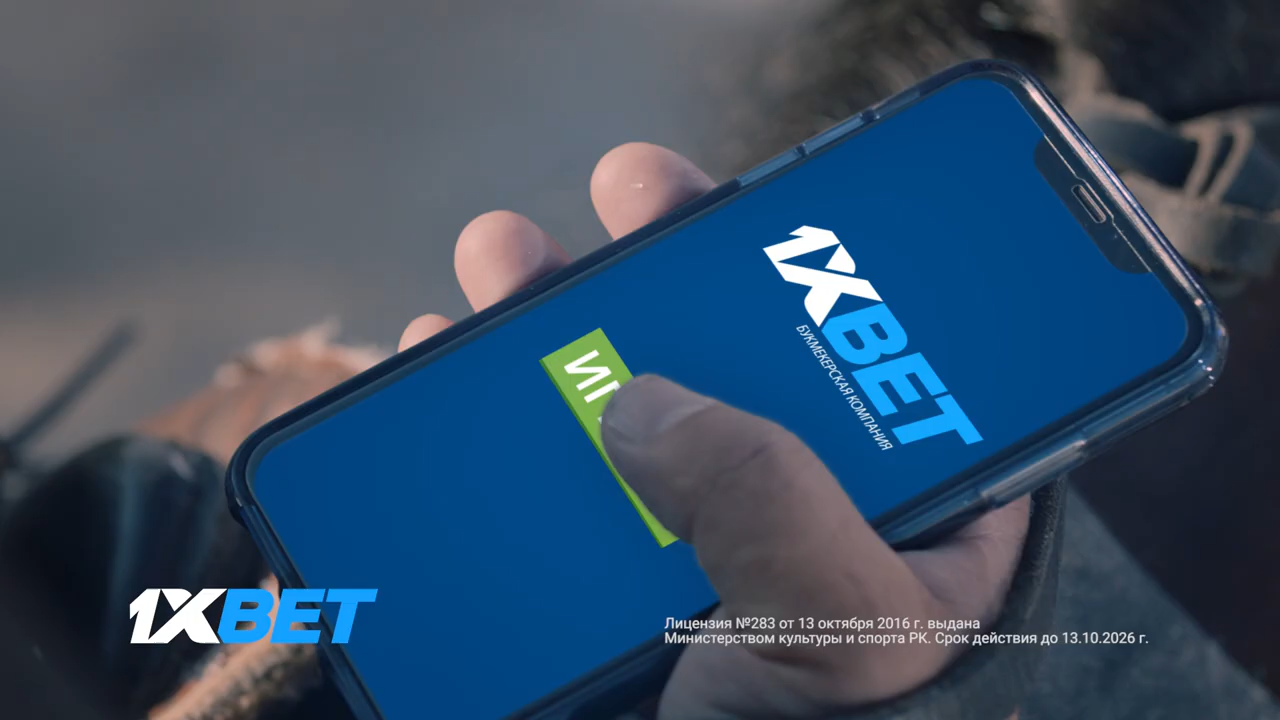 1XBET
БУКМЕКЕРСКАЯ КОМПАНИЯ
1XBET
Лицензия №283 от 13 октября 2016 г. выдана
Министерством культуры и спорта РК. Срок действия до 13.10.2026 г.